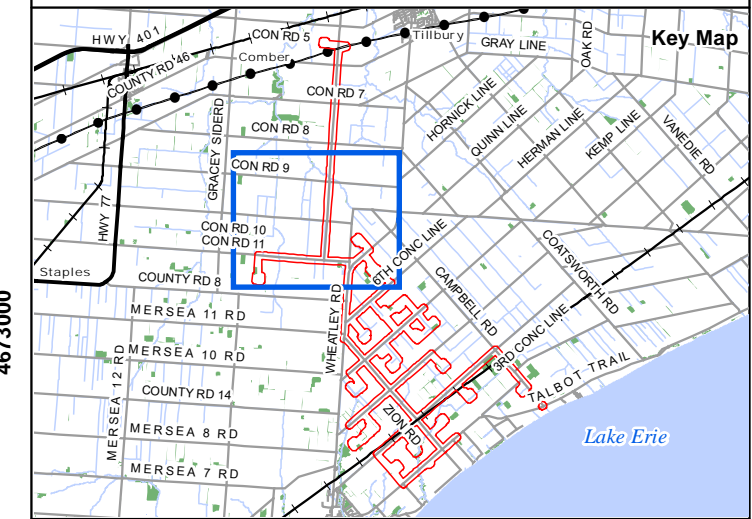 Key Map
HWY 401
CON RD 5
Tillbury
GRAY LINE
OAK RD
COUNTY RD 46
Comber
CON RD 7
HORNICK LINE
QUINN LINE
HERMAN LINE
KEMP LINE
VANEDIE RD
CON RD 8
GRACEY SIDERD
CON RD 9
HWY 77
CON RD 10
CON RD 11
6TH CONC LINE
COATSWORTH RD
Staples
COUNTY RD 8
CAMPBELL RD
4673000
MERSEA 11 RD
WHEATLEY RD
3RD CONC LINE
MERSEA 10 RD
MERSEA 12 RD
TALBOT TRAIL
COUNTY RD 14
ZION RD
MERSEA 8 RD
Lake Erie
MERSEA 7 RD